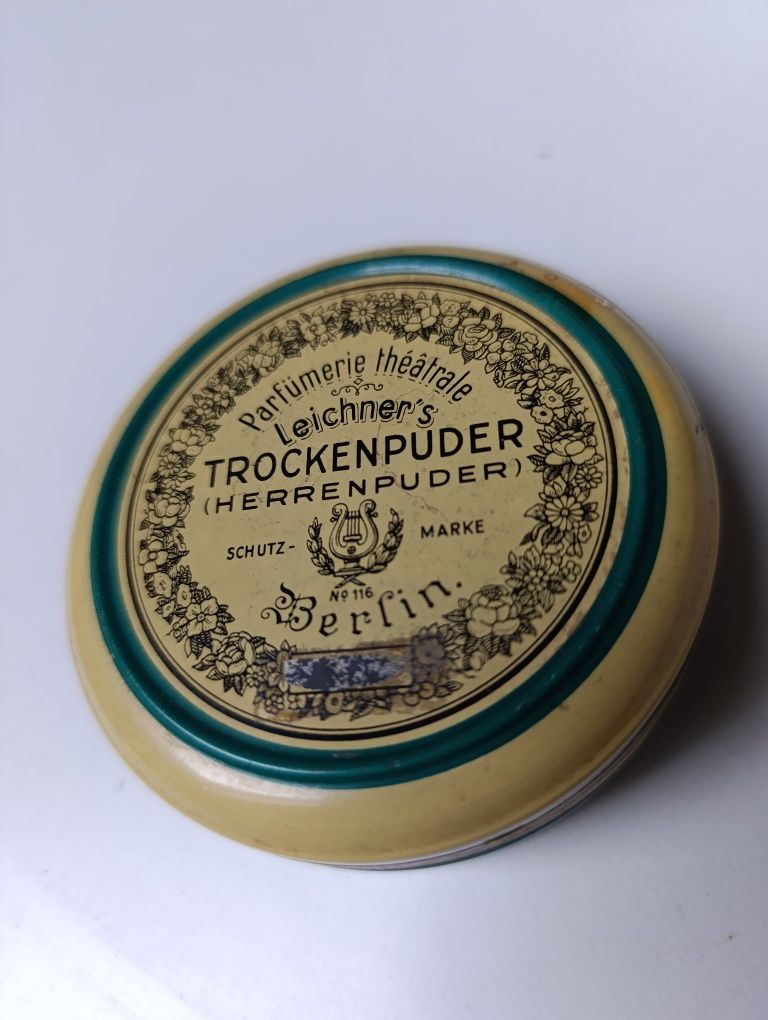 Parfümerie théâtrale
Leichner's
TROCKENPUDER
(HERRENPUDER)
SCHUTZ- MARKE
Nº 116
Berlin.